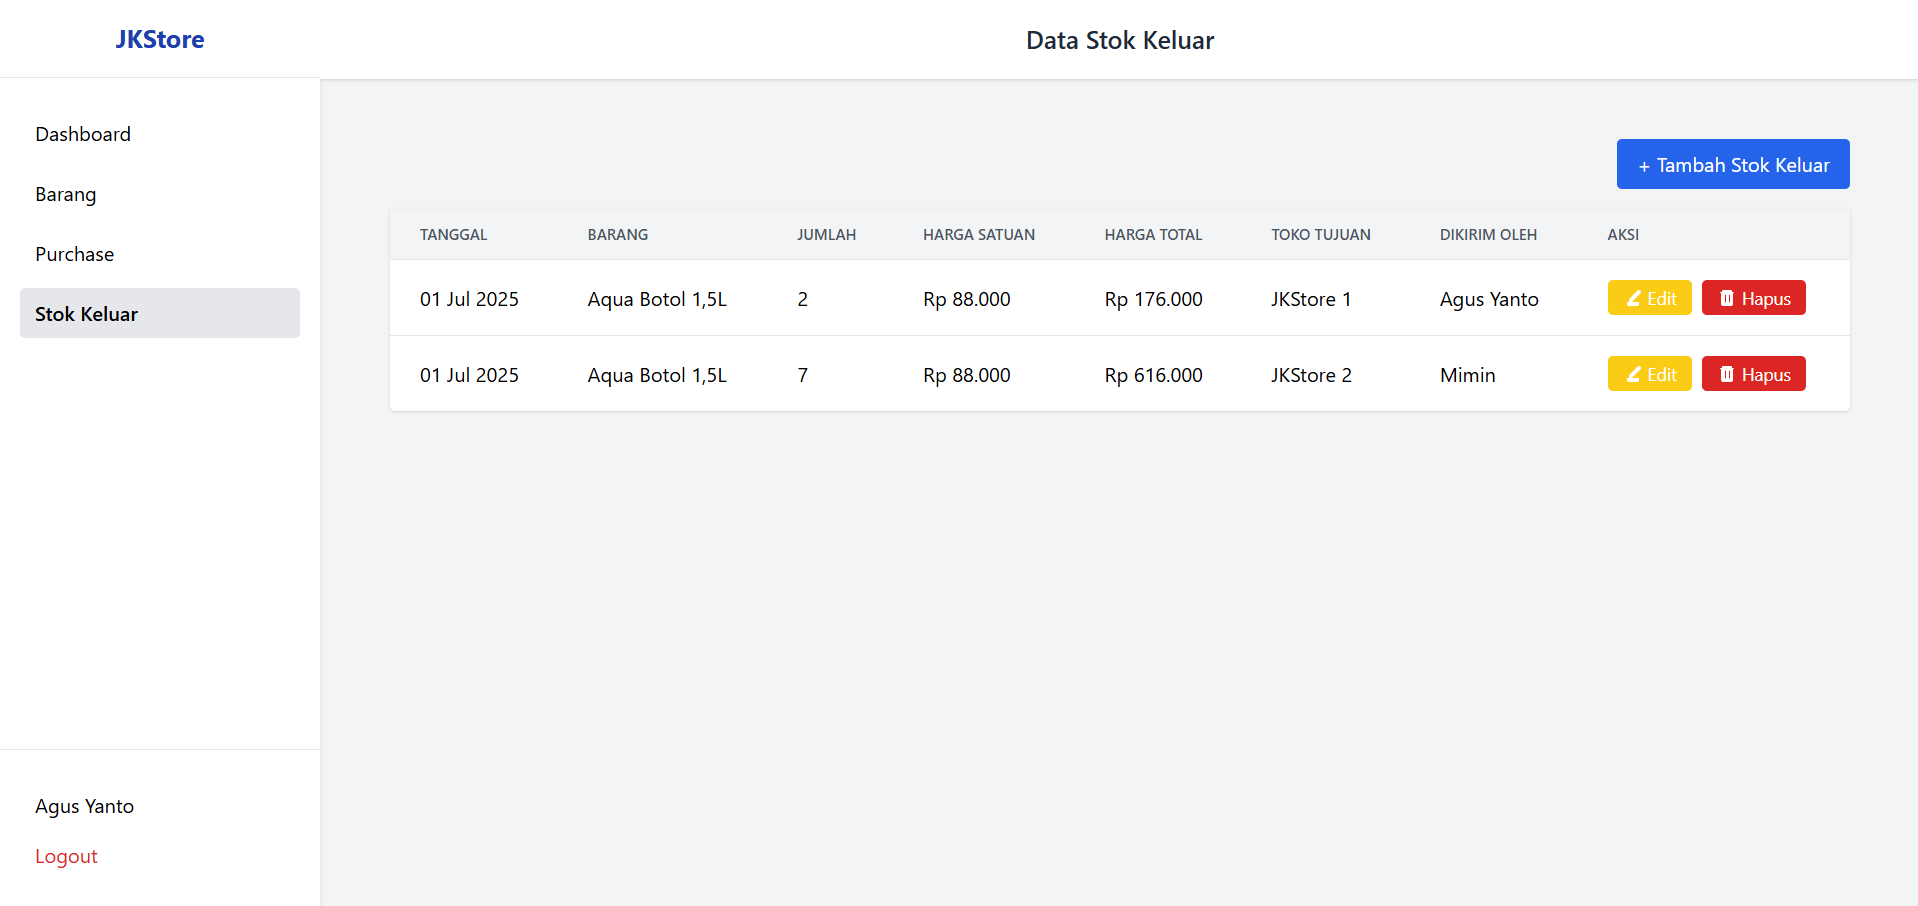 JKStore
Data Stok Keluar
Dashboard
Barang
Purchase
Stok Keluar
+ Tambah Stok Keluar
TANGGAL BARANG JUMLAH HARGA SATUAN HARGA TOTAL TOKO TUJUAN DIKIRIM OLEH AKSI
01 Jul 2025 Aqua Botol 1,5L 2 Rp 88.000 Rp 176.000 JKStore 1 Agus Yanto Edit Hapus
01 Jul 2025 Aqua Botol 1,5L 7 Rp 88.000 Rp 616.000 JKStore 2 Mimin Edit Hapus
Agus Yanto
Logout